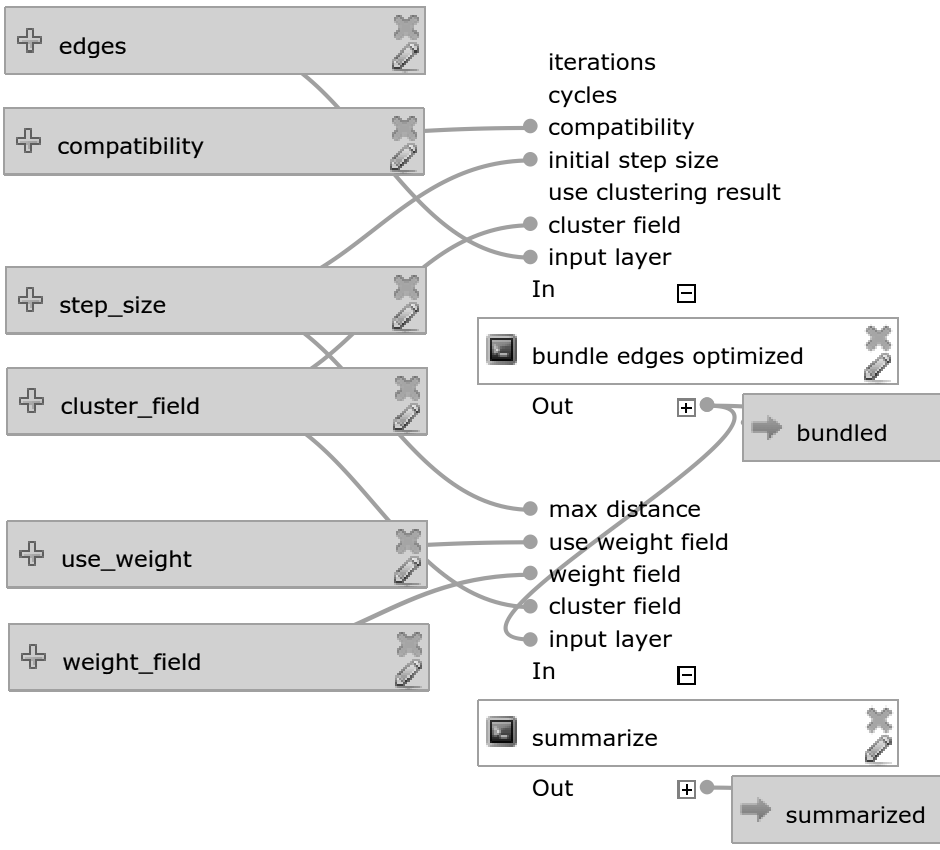 edges
compatibility
step_size
cluster_field
use_weight
weight_field
iterations
cycles
compatibility
initial step size
use clustering result
cluster field
input layer
In
bundle edges optimized
Out
bundled
max distance
use weight field
weight field
cluster field
input layer
In
summarize
Out
summarized